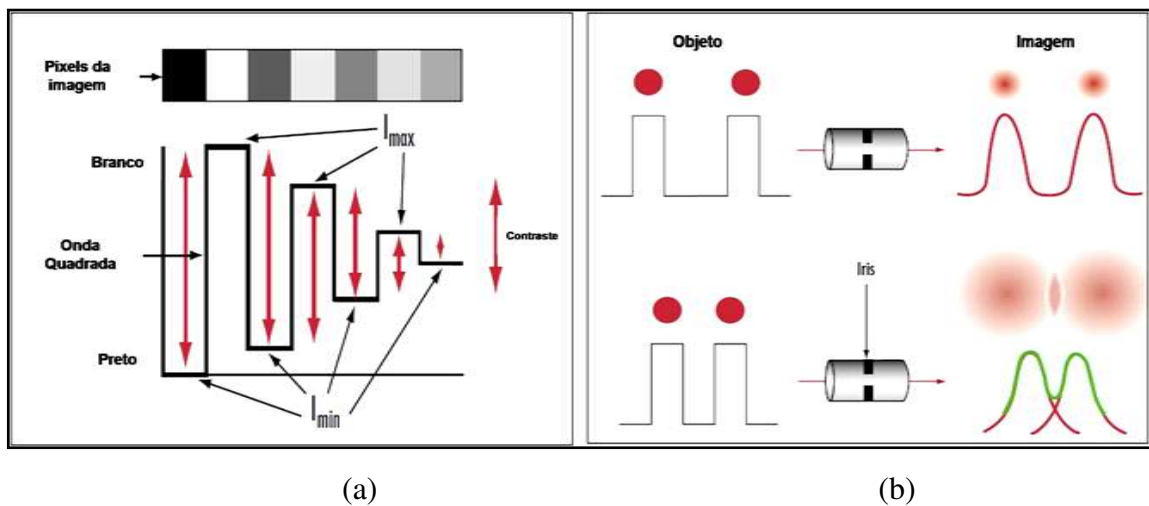 Pixels da
imagem
Branco
Onda
Quadrada
Preto
Imax
Imin
Contraste
Objeto
Imagem
Iris
(a)
(b)